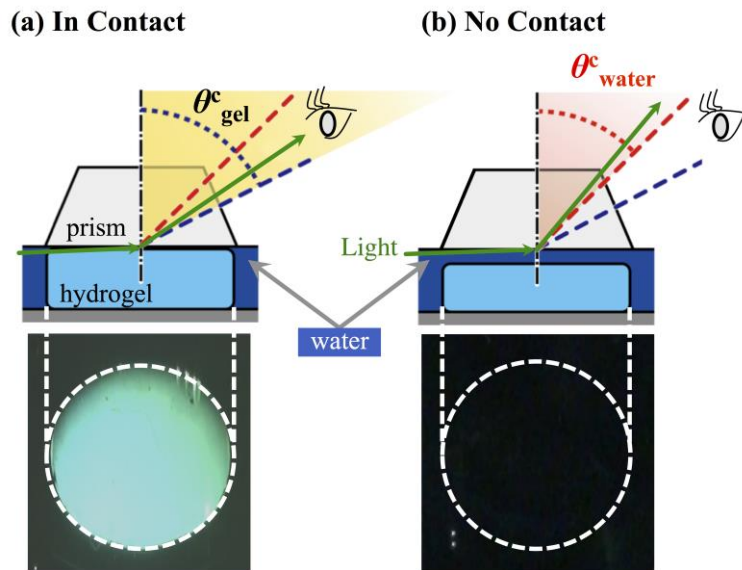 (a) In Contact
(b) No Contact
θᶜgel
θᶜwater
prism
Light
hydrogel
water